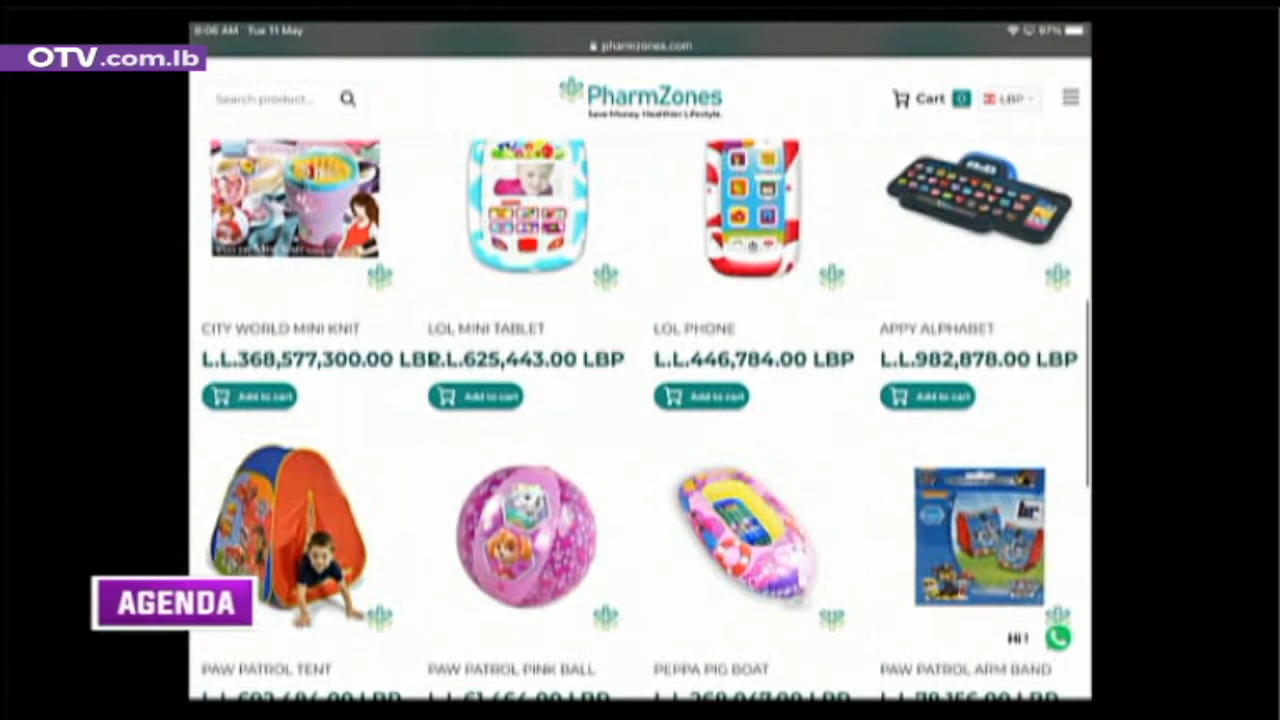 8:06 AM Tue 11 May
97%
pharmzones.com
OTV.com.lb
Search product...
PharmZones
Save Money. Healthier Lifestyle.
Cart 0
LBP
CITY WORLD MINI KNIT
LOL MINI TABLET
LOL PHONE
APPY ALPHABET
L.L.368,577,300.00 LBP
L.L.625,443.00 LBP
L.L.446,784.00 LBP
L.L.982,878.00 LBP
Add to cart
Add to cart
Add to cart
Add to cart
AGENDA
Hi !
PAW PATROL TENT
PAW PATROL PINK BALL
PEPPA PIG BOAT
PAW PATROL ARM BAND